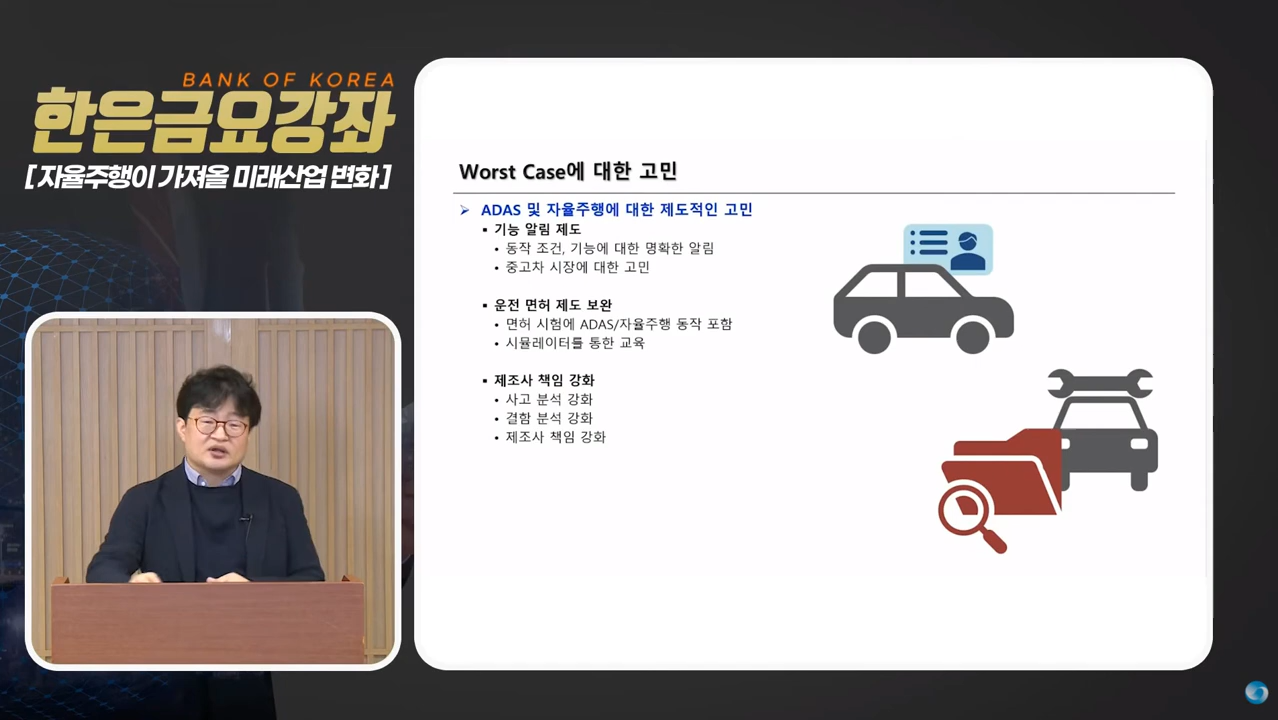 BANK OF KOREA
한은금요강좌
[ 자율주행이 가져올 미래산업 변화 ]
Worst Case에 대한 고민
➢ ADAS 및 자율주행에 대한 제도적인 고민
▪ 기능 알림 제도
• 동작 조건, 기능에 대한 명확한 알림
• 중고차 시장에 대한 고민
▪ 운전 면허 제도 보완
• 면허 시험에 ADAS/자율주행 동작 포함
• 시뮬레이터를 통한 교육
▪ 제조사 책임 강화
• 사고 분석 강화
• 결함 분석 강화
• 제조사 책임 강화